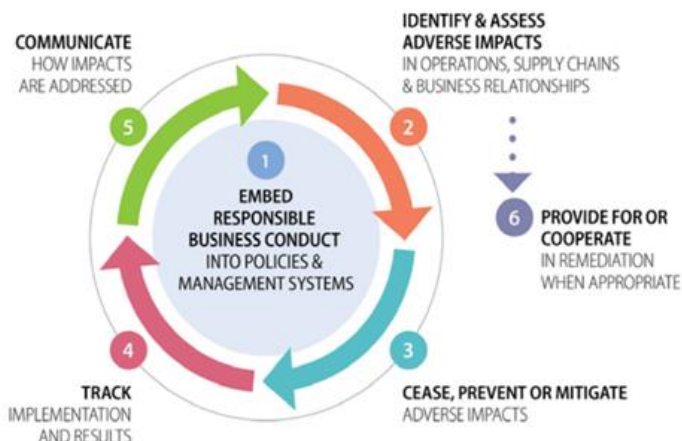 COMMUNICATE
HOW IMPACTS
ARE ADDRESSED
5
IDENTIFY & ASSESS
ADVERSE IMPACTS
IN OPERATIONS, SUPPLY CHAINS
& BUSINESS RELATIONSHIPS
2
1
EMBED
RESPONSIBLE
BUSINESS CONDUCT
INTO POLICIES &
MANAGEMENT SYSTEMS
6
PROVIDE FOR OR
COOPERATE
IN REMEDIATION
WHEN APPROPRIATE
4
TRACK
IMPLEMENTATION
AND RESULTS
3
CEASE, PREVENT OR MITIGATE
ADVERSE IMPACTS